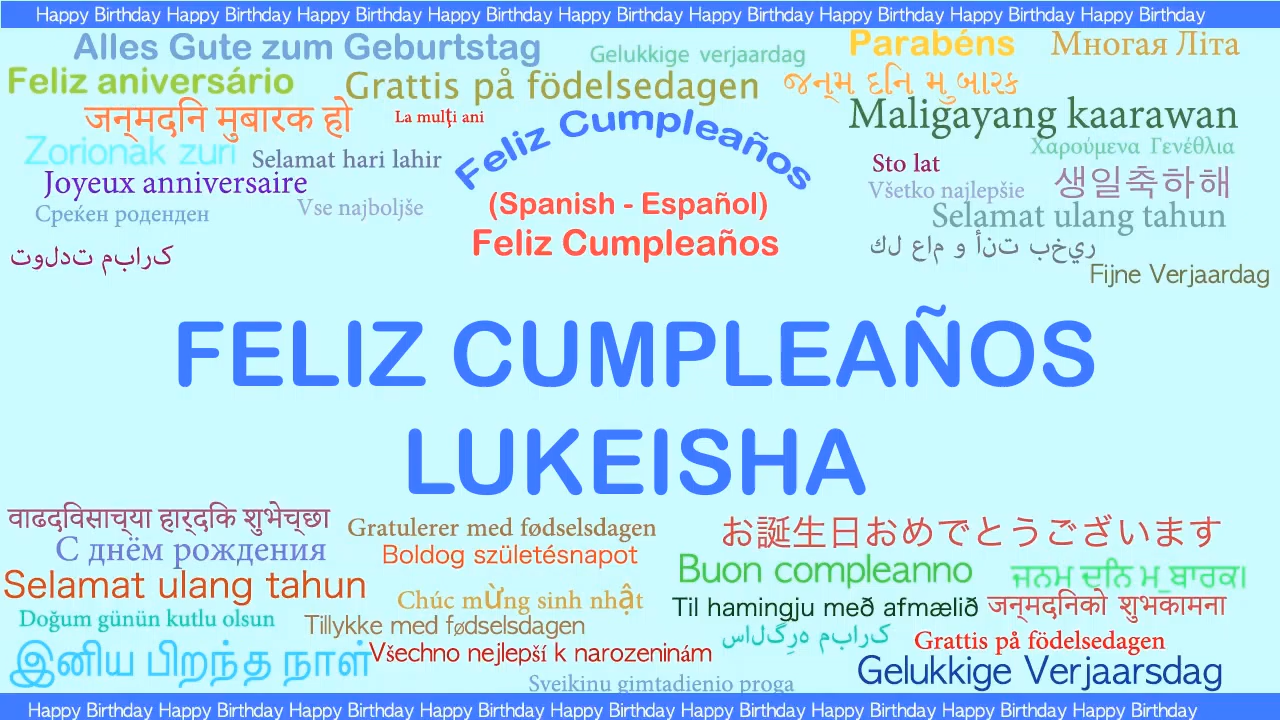 Happy Birthday Happy Birthday Happy Birthday Happy Birthday Happy Birthday Happy Birthday Happy Birthday Happy Birthday Happy Birthday
Alles Gute zum Geburtstag
Gelukkige verjaardag
Parabéns
Многая Літа
Feliz aniversário
Grattis på födelsedagen
જન્મ દિન મુબારક
जन्मदिन मुबारक हो
La mulţi ani
Feliz Cumpleaños
Maligayang kaarawan
Zorionak zuri
Selamat hari lahir
Sto lat
Χαρούμενα Γενέθλια
Joyeux anniversaire
(Spanish - Español)
Všetko najlepšie
생일축하해
Среќен роденден
Vse najboljše
Selamat ulang tahun
Feliz Cumpleaños
تولدت مبارک
كل عام و أنت بخير
Fijne Verjaardag
FELIZ CUMPLEAÑOS
LUKEISHA
वाढदिवसाच्या हार्दिक शुभेच्छा
Gratulerer med fødselsdagen
お誕生日おめでとうございます
С днём рождения
Boldog születésnapot
Buon compleanno
ਜਨਮ ਦਿਨ ਮੁਬਾਰਕ।
Selamat ulang tahun
Chúc mừng sinh nhật
Til hamingju með afmælið
जन्मदिनको शुभकामना
Doğum günün kutlu olsun
Tillykke med fødselsdagen
سالگرہ مبارک
Grattis på födelsedagen
இனிய பிறந்த நாள்
Všechno nejlepší k narozeninám
Gelukkige Verjaarsdag
Sveikinu gimtadienio proga
Happy Birthday Happy Birthday Happy Birthday Happy Birthday Happy Birthday Happy Birthday Happy Birthday Happy Birthday Happy Birthday